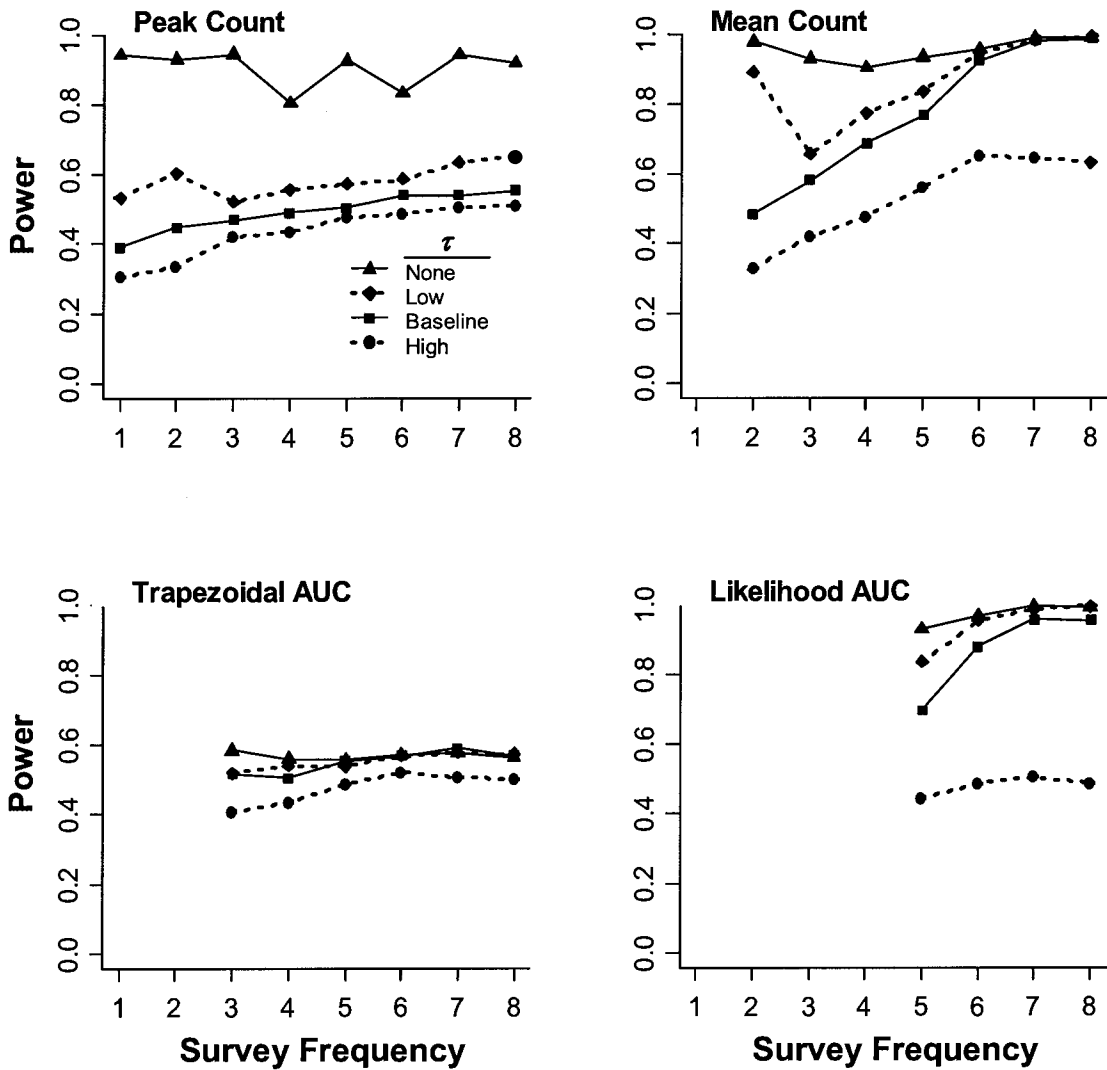 Peak Count
Power
1.0
0.8
0.6
0.4
0.2
0.0
τ
None
Low
Baseline
High
1 2 3 4 5 6 7 8
Mean Count
1.0
0.8
0.6
0.4
0.2
0.0
1 2 3 4 5 6 7 8
Trapezoidal AUC
Power
1.0
0.8
0.6
0.4
0.2
0.0
1 2 3 4 5 6 7 8
Survey Frequency
Likelihood AUC
1.0
0.8
0.6
0.4
0.2
0.0
1 2 3 4 5 6 7 8
Survey Frequency